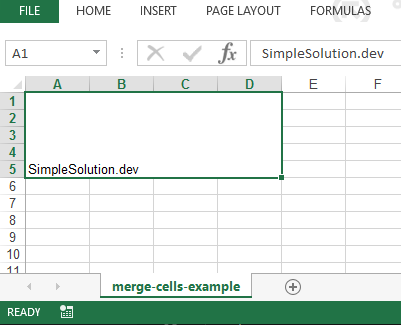 FILE HOME INSERT PAGE LAYOUT FORMULAS
A1 fx SimpleSolution.dev
A B C D E F
1
2
3
4
5 SimpleSolution.dev
6
7
8
9
10
11
merge-cells-example
READY